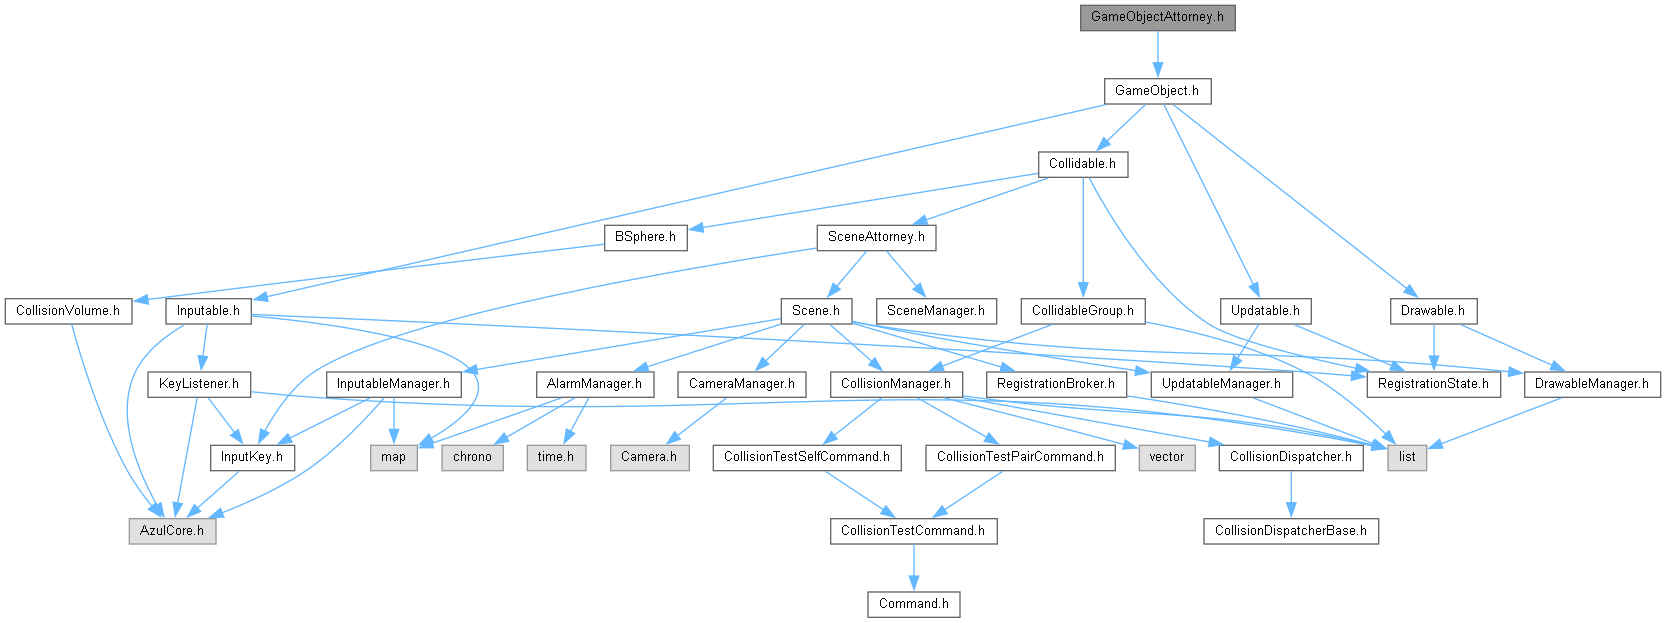 GameObjectAttorney.h
GameObject.h
Collidable.h
BSphere.h
SceneAttorney.h
CollisionVolume.h
Inputable.h
Scene.h
SceneManager.h
CollidableGroup.h
Updatable.h
Drawable.h
KeyListener.h
InputableManager.h
AlarmManager.h
CameraManager.h
CollisionManager.h
RegistrationBroker.h
UpdatableManager.h
RegistrationState.h
DrawableManager.h
InputKey.h
map
chrono
time.h
Camera.h
CollisionTestSelfCommand.h
CollisionTestPairCommand.h
vector
CollisionDispatcher.h
list
AzulCore.h
CollisionTestCommand.h
CollisionDispatcherBase.h
Command.h